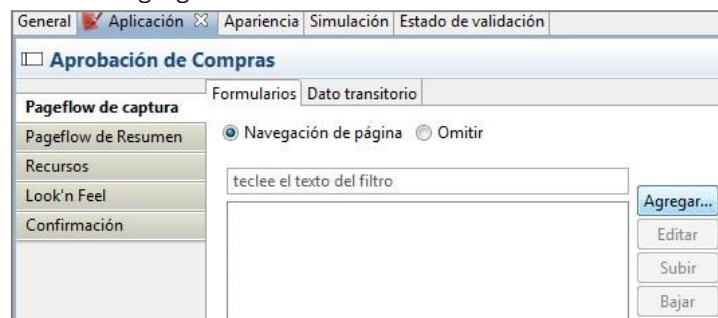 General Aplicación Apariencia Simulación Estado de validación
Aprobación de Compras
Formularios Dato transitorio
Pageflow de captura
Pageflow de Resumen
Recursos
Look'n Feel
Confirmación
Navegación de página Omitir
teclee el texto del filtro
Agregar...
Editar
Subir
Bajar